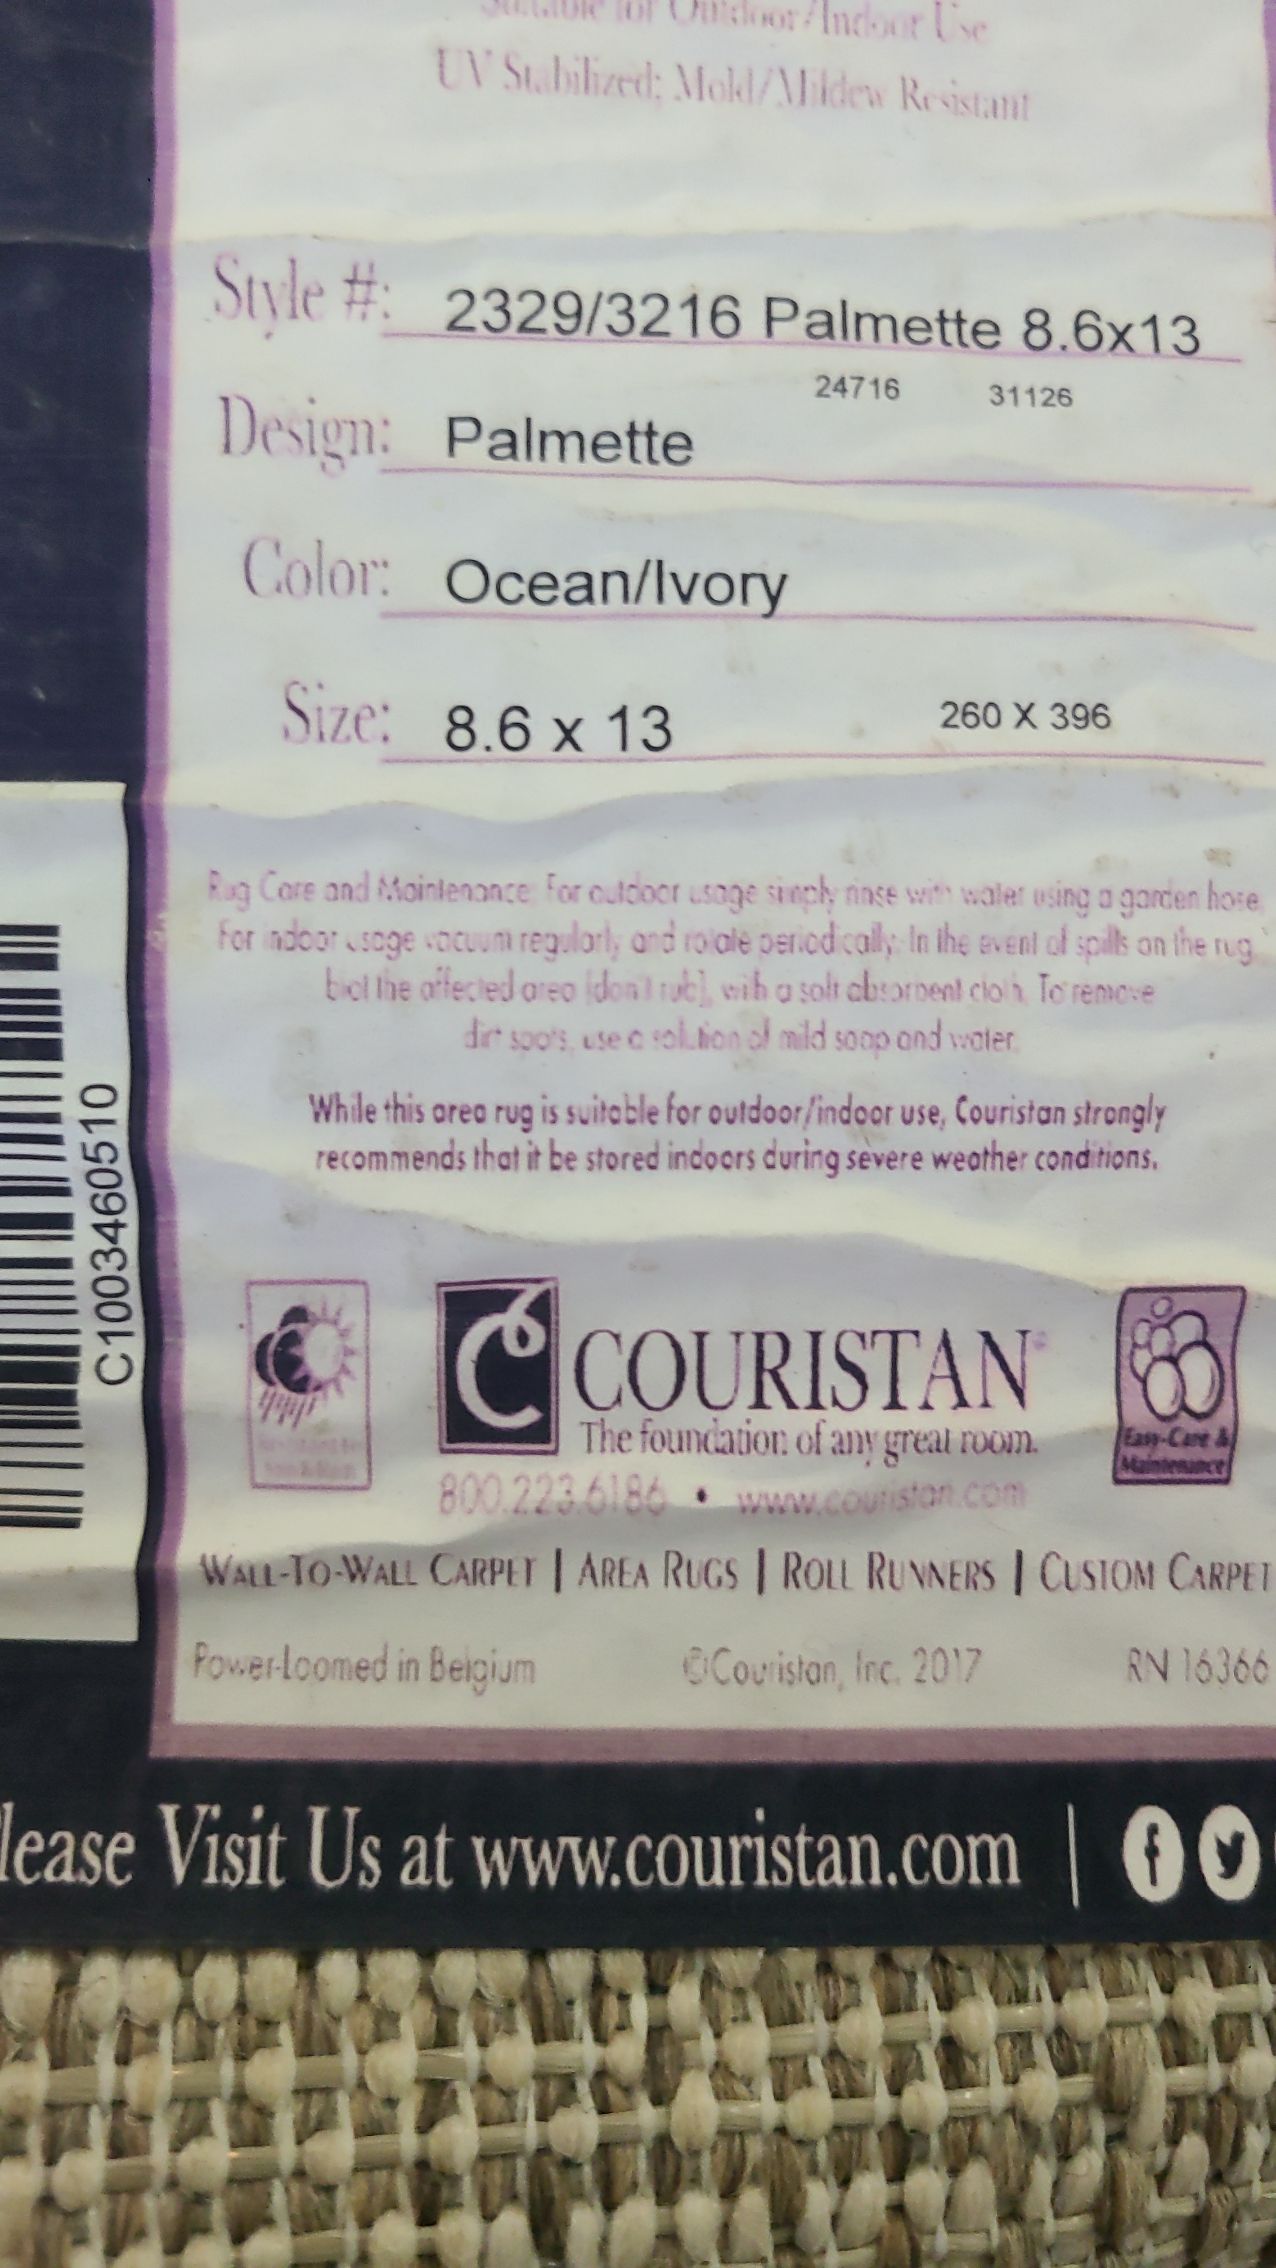 Suitable for Outdoor/Indoor Use
UV Stabilized; Mold/Mildew Resistant
Style #: 2329/3216 Palmette 8.6x13
24716 31126
Design: Palmette
Color: Ocean/Ivory
Size: 8.6 x 13 260 X 396
Rug Care and Maintenance: For outdoor usage simply rinse with water using a garden hose.
For indoor usage vacuum regularly and rotate periodically. In the event of spills on the rug,
blot the affected area (don't rub), with a soft absorbent cloth. To remove
dirt spots, use a solution of mild soap and water.
While this area rug is suitable for outdoor/indoor use, Couristan strongly
recommends that it be stored indoors during severe weather conditions.
C1003460510
COURISTAN®
The foundation of any great room.
800.223.6186 • www.couristan.com
Easy-Care &
Maintenance
WALL-TO-WALL CARPET | AREA RUGS | ROLL RUNNERS | CUSTOM CARPET
Power-Loomed in Belgium ©Couristan, Inc. 2017 RN 16366
lease Visit Us at www.couristan.com |